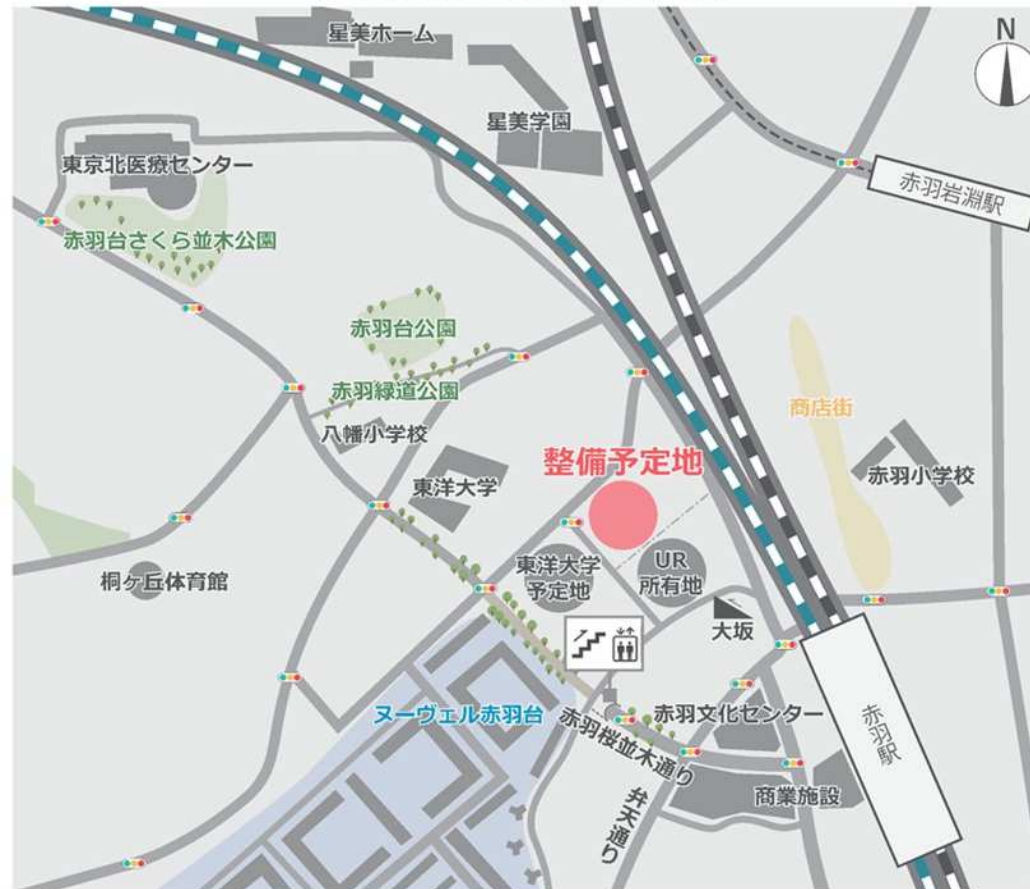 星美ホーム
N
星美学園
東京北医療センター
赤羽岩淵駅
赤羽台さくら並木公園
赤羽台公園
赤羽緑道公園
商店街
八幡小学校
整備予定地
赤羽小学校
東洋大学
東洋大学
予定地
UR
所有地
桐ヶ丘体育館
大坂
ヌーヴェル赤羽台
赤羽文化センター
赤羽桜並木通り
赤羽駅
商業施設
弁天通り